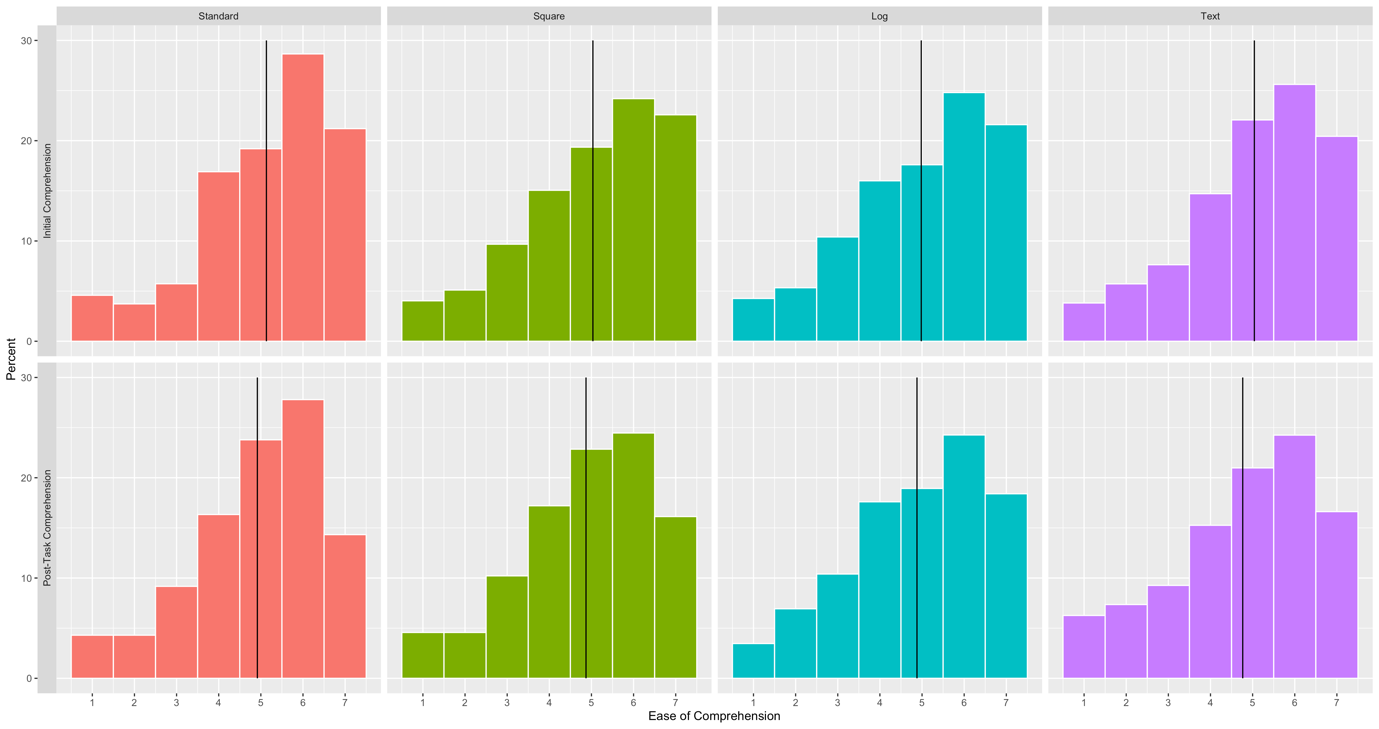 Standard Square Log Text
Percent
Initial Comprehension
30
20
10
0
Post-Task Comprehension
30
20
10
0
1 2 3 4 5 6 7 1 2 3 4 5 6 7 1 2 3 4 5 6 7 1 2 3 4 5 6 7
Ease of Comprehension